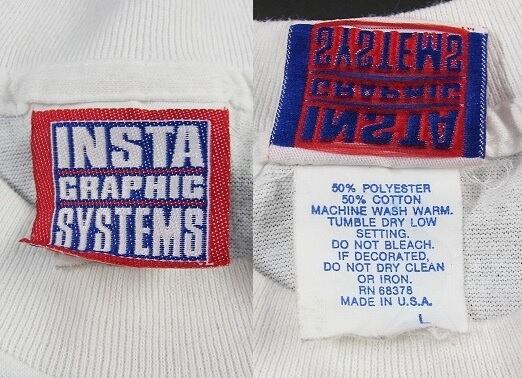 INSTA
GRAPHIC
SYSTEMS
SYSTEMS
GRAPHIC
INSTA
50% POLYESTER
50% COTTON
MACHINE WASH WARM.
TUMBLE DRY LOW
SETTING.
DO NOT BLEACH.
IF DECORATED,
DO NOT DRY CLEAN
OR IRON.
RN 68378
MADE IN U.S.A.
L